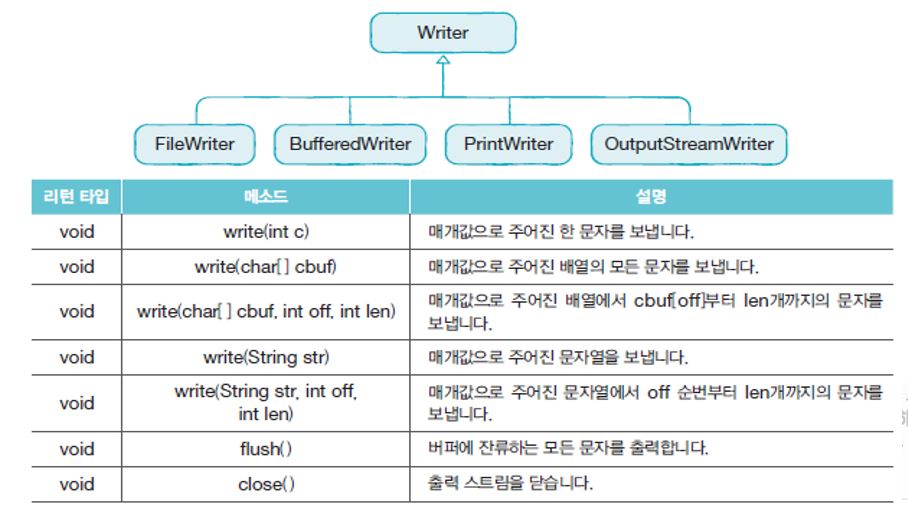 Writer
FileWriter
BufferedWriter
PrintWriter
OutputStreamWriter
리턴 타입 메소드 설명
void write(int c) 매개값으로 주어진 한 문자를 보냅니다.
void write(char[ ] cbuf) 매개값으로 주어진 배열의 모든 문자를 보냅니다.
void write(char[ ] cbuf, int off, int len) 매개값으로 주어진 배열에서 cbuf[off]부터 len개까지의 문자를
보냅니다.
void write(String str) 매개값으로 주어진 문자열을 보냅니다.
void write(String str, int off,
int len) 매개값으로 주어진 문자열에서 off 순번부터 len개까지의 문자를
보냅니다.
void flush( ) 버퍼에 잔류하는 모든 문자를 출력합니다.
void close( ) 출력 스트림을 닫습니다.